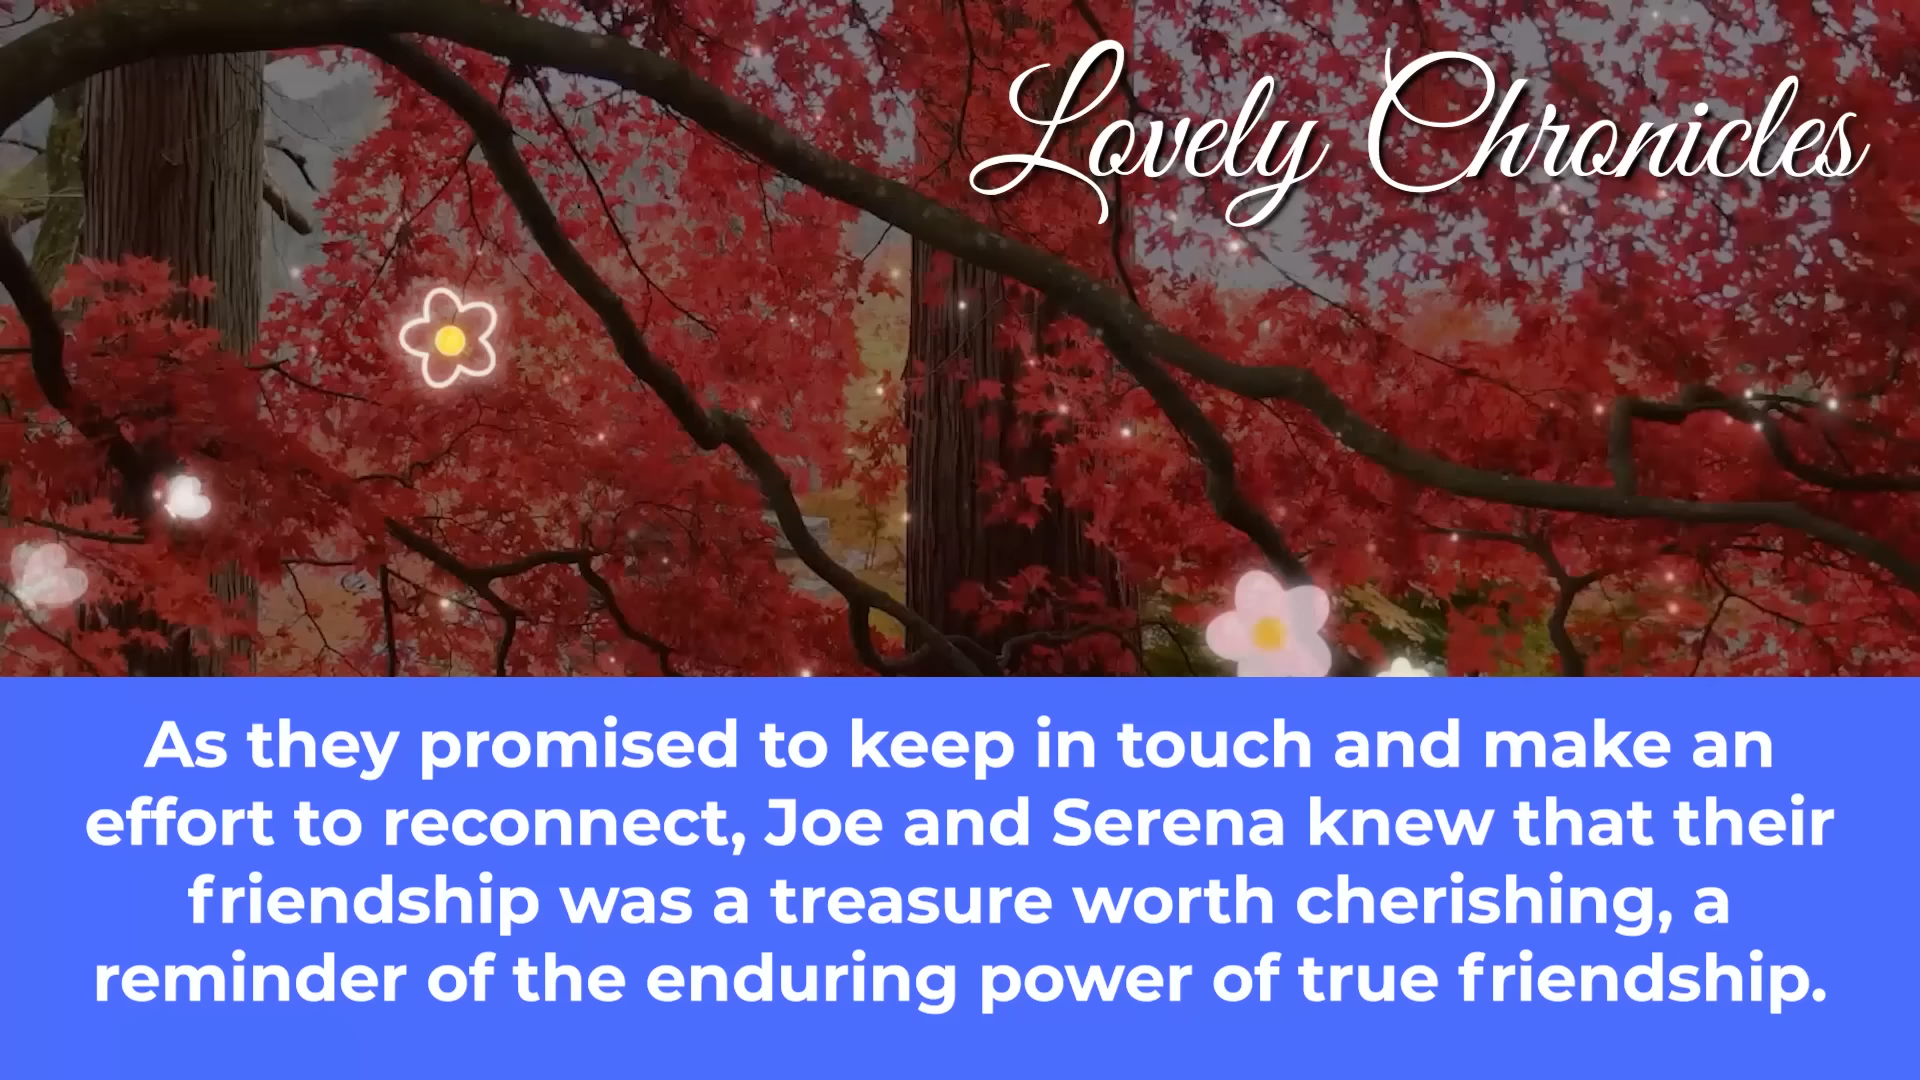 Lovely Chronicles
As they promised to keep in touch and make an
effort to reconnect, Joe and Serena knew that their
friendship was a treasure worth cherishing, a
reminder of the enduring power of true friendship.